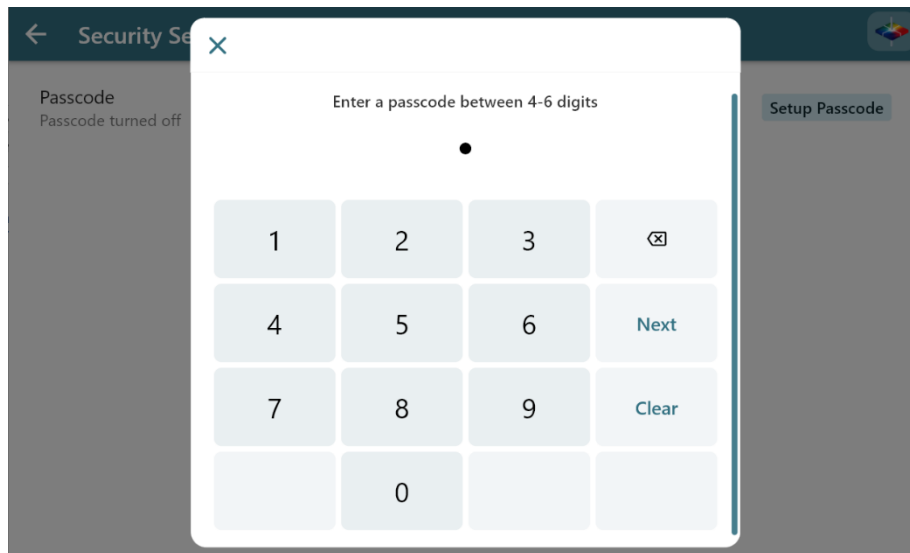 Security Se
Enter a passcode between 4-6 digits
Passcode
Passcode turned off
Setup Passcode
1 2 3
4 5 6 Next
7 8 9 Clear
0